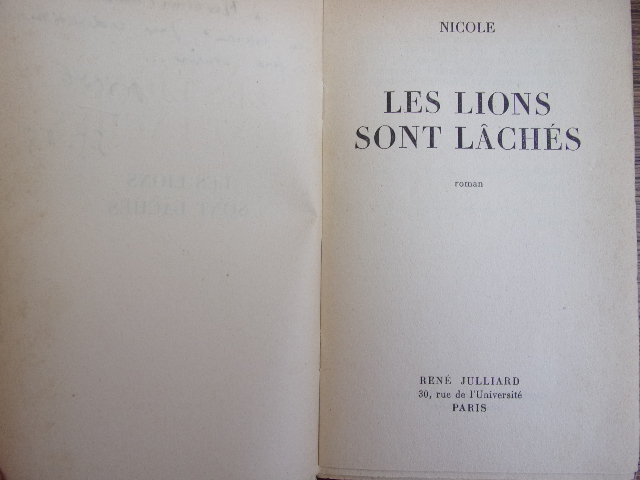 NICOLE
LES LIONS
SONT LÂCHÉS
roman
RENÉ JULLIARD
30, rue de l'Université
PARIS